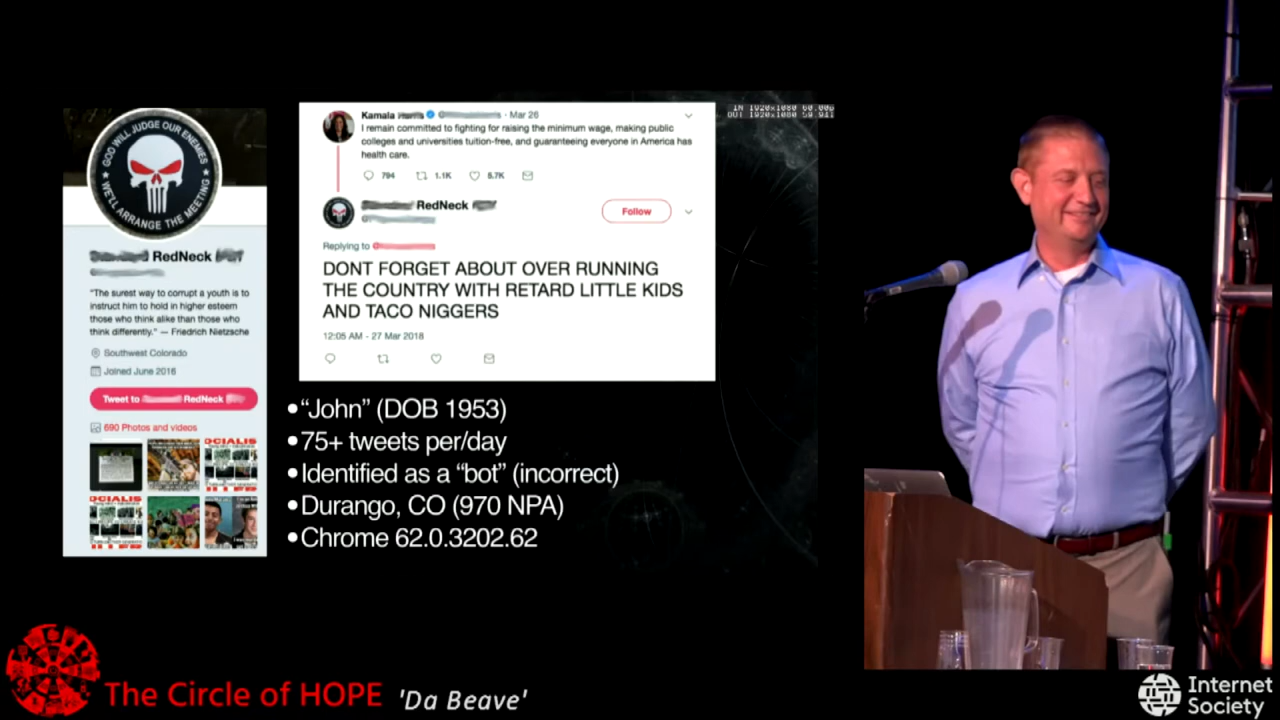 GOD WILL JUDGE OUR ENEMIES
WE'LL ARRANGE THE MEETING
RedNeck
"The surest way to corrupt a youth is to
instruct him to hold in higher esteem
those who think alike than those who
think differently." — Friedrich Nietzsche
Southwest Colorado
Joined June 2016
Tweet to RedNeck
690 Photos and videos
OCIALIS
OCIALIS
Kamala · Mar 26
I remain committed to fighting for raising the minimum wage, making public
colleges and universities tuition-free, and guaranteeing everyone in America has
health care.
794 1.1K 5.7K
RedNeck
Follow
Replying to
DONT FORGET ABOUT OVER RUNNING
THE COUNTRY WITH RETARD LITTLE KIDS
AND TACO NIGGERS
12:05 AM - 27 Mar 2018
•"John" (DOB 1953)
•75+ tweets per/day
•Identified as a "bot" (incorrect)
•Durango, CO (970 NPA)
•Chrome 62.0.3202.62
The Circle of HOPE 'Da Beave'
Internet
Society